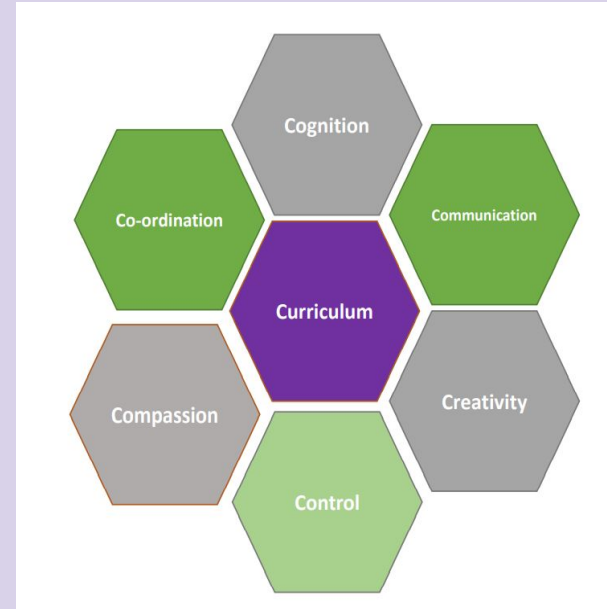 Cognition
Co-ordination
Communication
Curriculum
Compassion
Creativity
Control